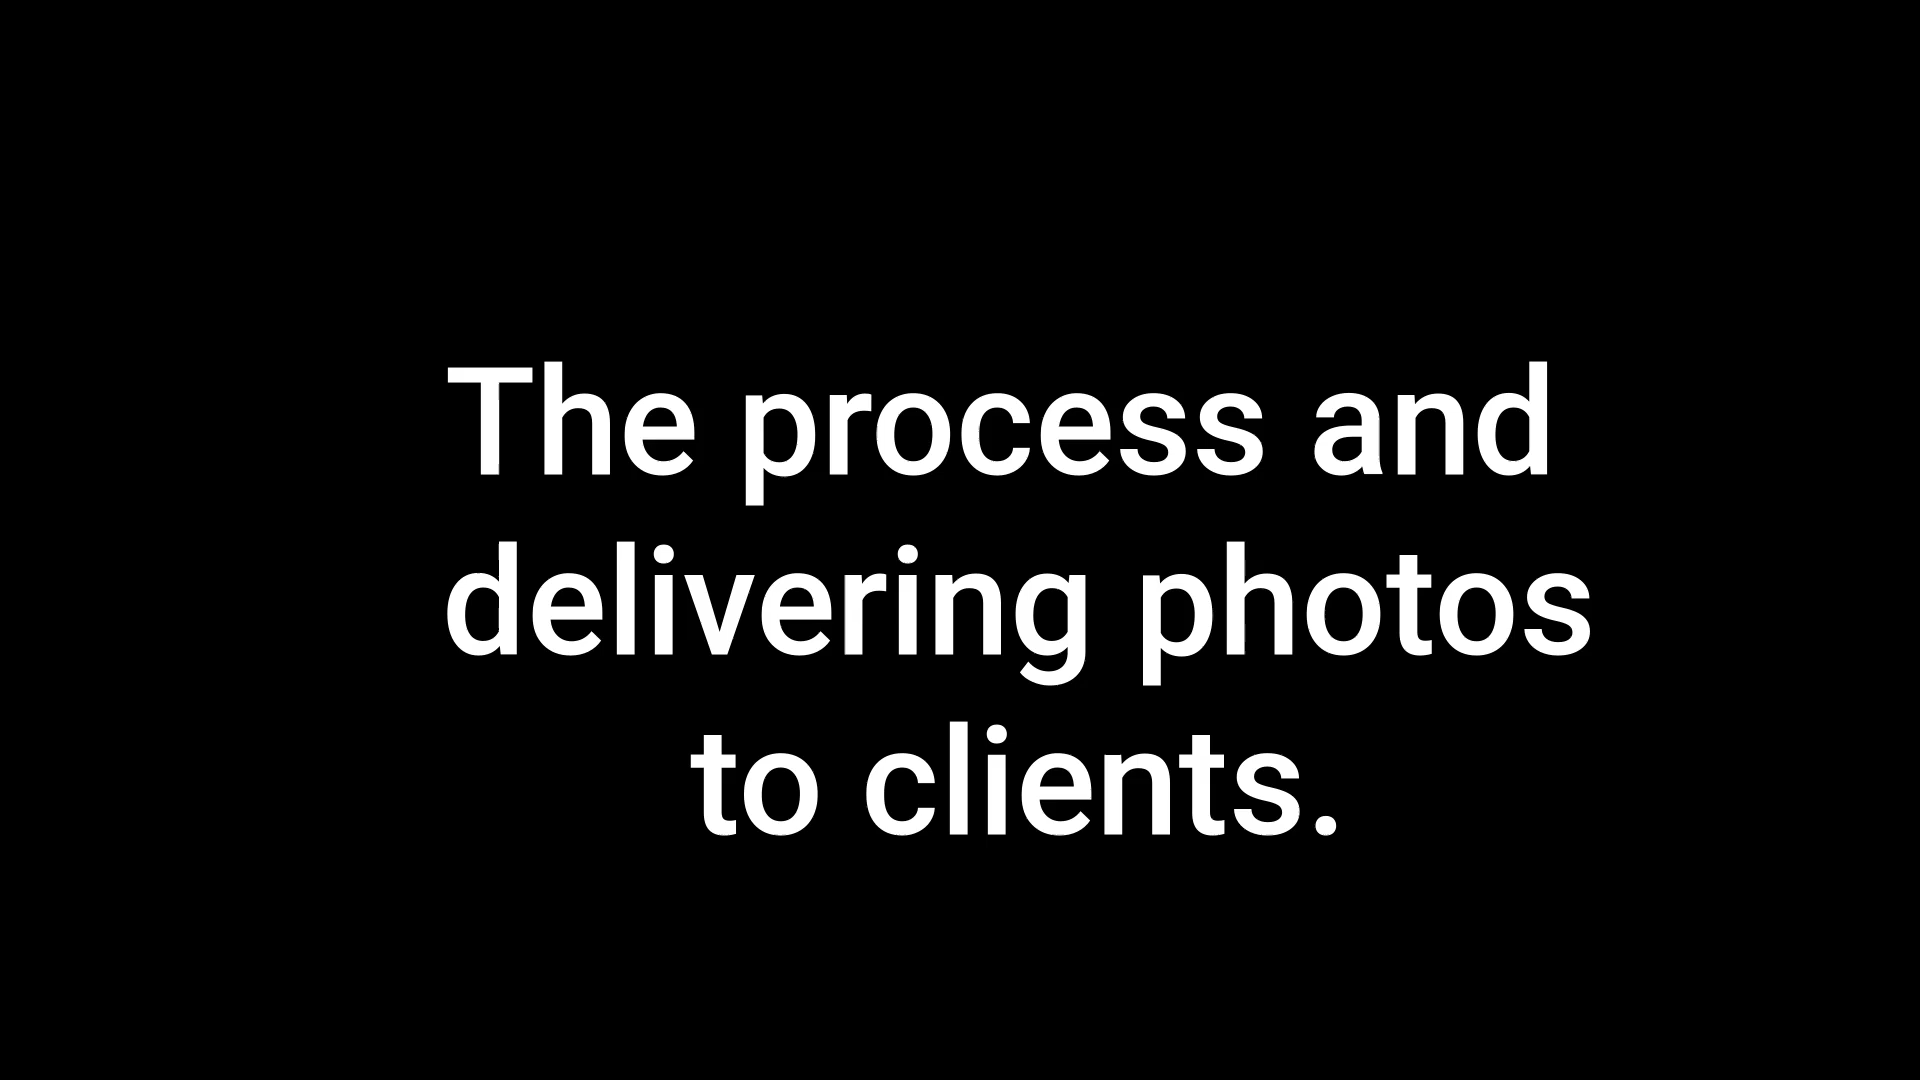 The process and
delivering photos
to clients.